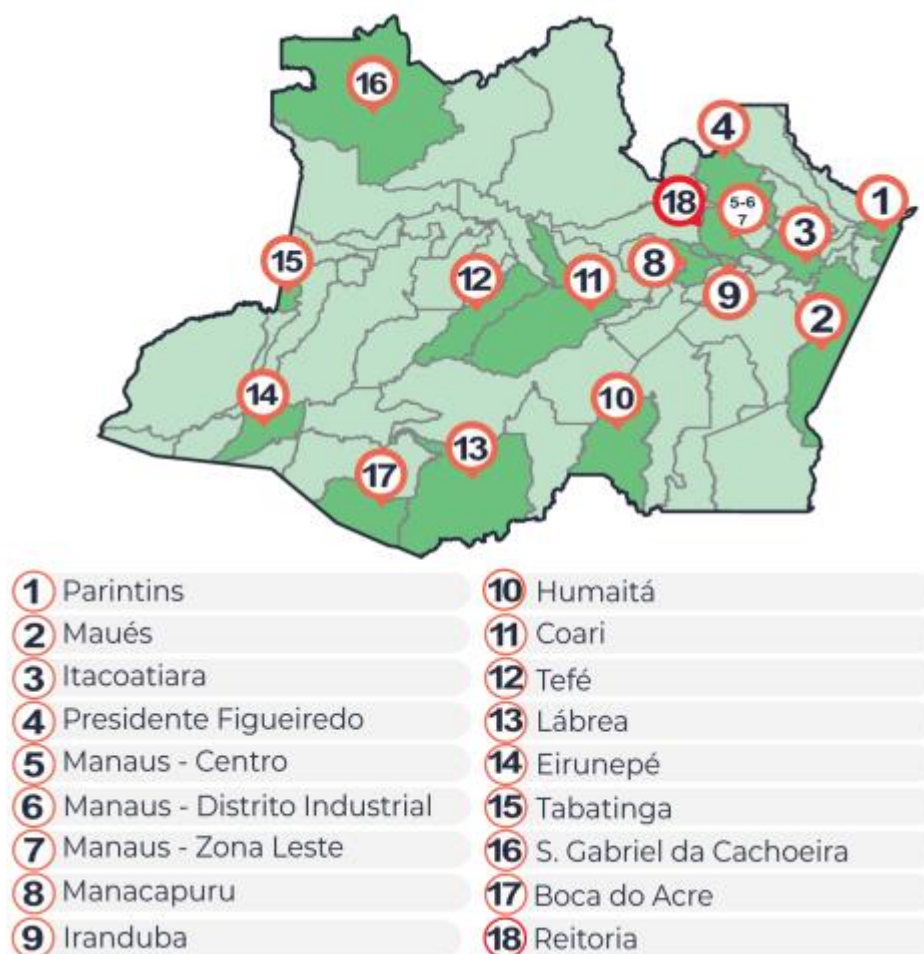 16
4
18
5-6
7
1
3
15
12
11
8
9
2
14
10
13
17
1 Parintins
2 Maués
3 Itacoatiara
4 Presidente Figueiredo
5 Manaus - Centro
6 Manaus - Distrito Industrial
7 Manaus - Zona Leste
8 Manacapuru
9 Iranduba
10 Humaitá
11 Coari
12 Tefé
13 Lábrea
14 Eirunepé
15 Tabatinga
16 S. Gabriel da Cachoeira
17 Boca do Acre
18 Reitoria